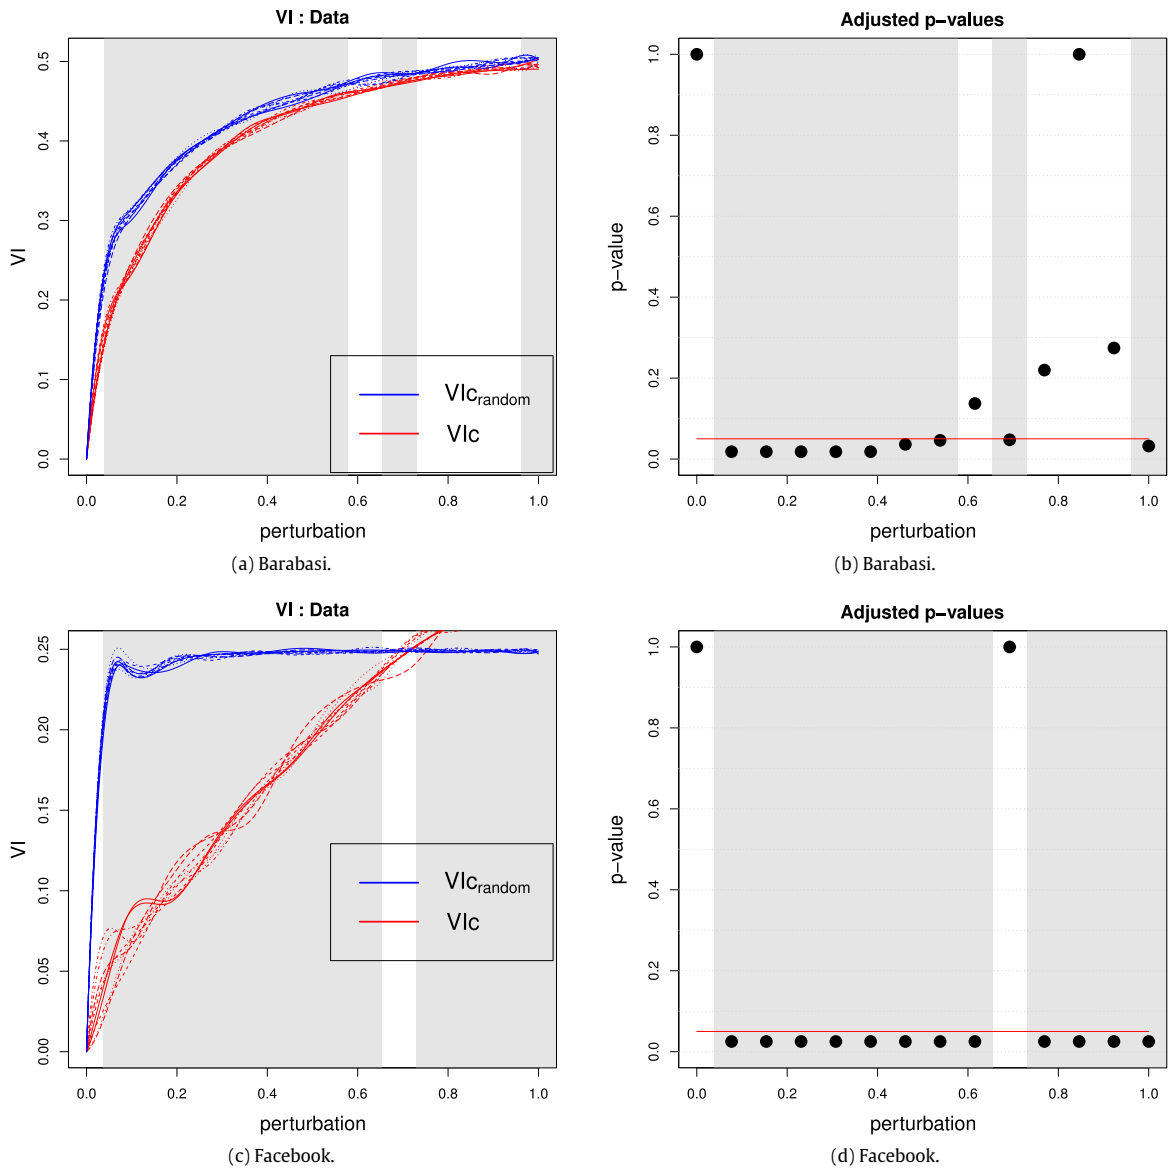 VI : Data
VI
0.0 0.1 0.2 0.3 0.4 0.5
VIc_random
VIc
0.0 0.2 0.4 0.6 0.8 1.0
perturbation
(a) Barabasi.
Adjusted p−values
p−value
0.0 0.2 0.4 0.6 0.8 1.0
0.0 0.2 0.4 0.6 0.8 1.0
perturbation
(b) Barabasi.
VI : Data
VI
0.00 0.05 0.10 0.15 0.20 0.25
VIc_random
VIc
0.0 0.2 0.4 0.6 0.8 1.0
perturbation
(c) Facebook.
Adjusted p−values
p−value
0.0 0.2 0.4 0.6 0.8 1.0
0.0 0.2 0.4 0.6 0.8 1.0
perturbation
(d) Facebook.